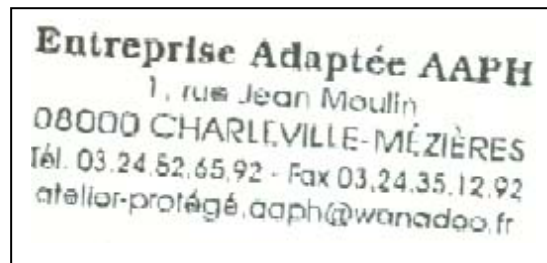 Entreprise Adaptée AAPH
1, rue Jean Moulin
08000 CHARLEVILLE-MÉZIÈRES
Tél. 03.24.52.65.92 - Fax 03.24.35.12.92
atelier-protégé.aaph@wanadoo.fr